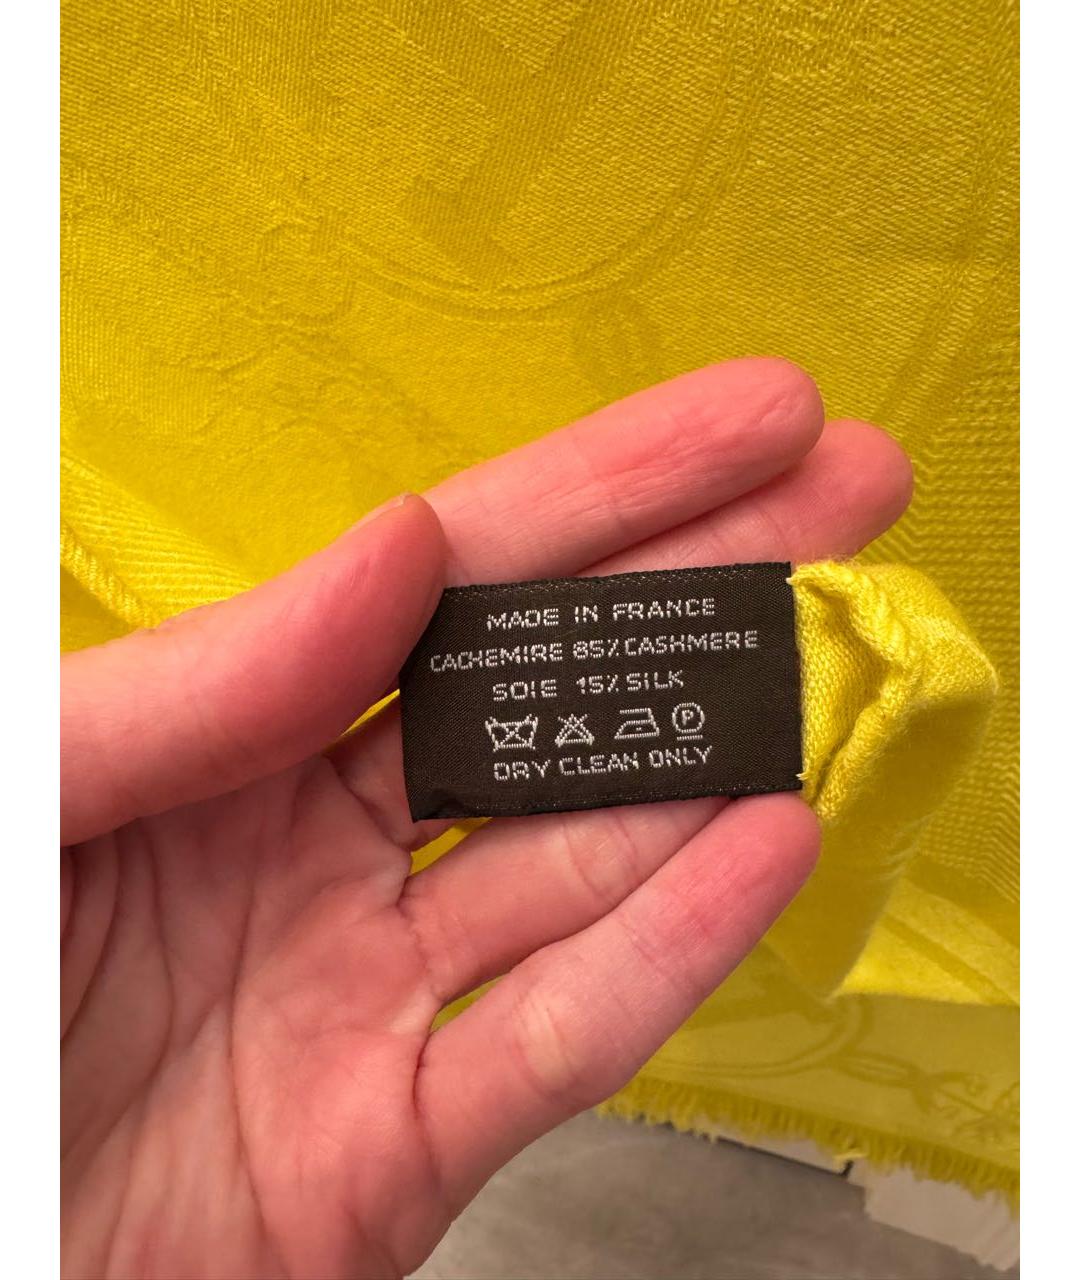 MADE IN FRANCE
CACHEMIRE 85% CASHMERE
SOIE 15% SILK
P
DRY CLEAN ONLY